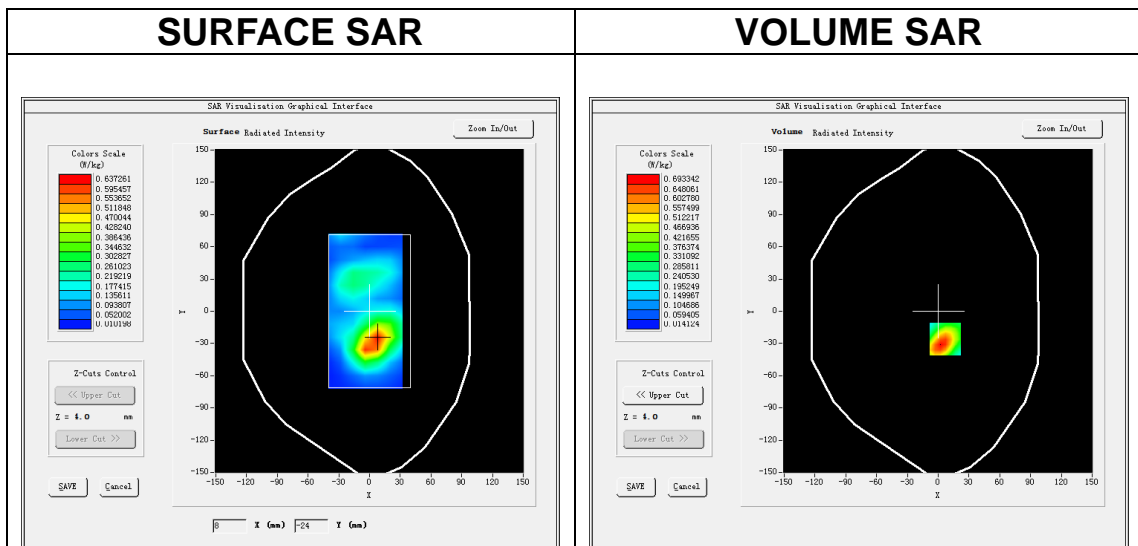 SURFACE SAR
VOLUME SAR
SAR Visualisation Graphical Interface
Surface Radiated Intensity
Zoom In/Out
Colors Scale
(W/kg)
0.637261
0.595457
0.553652
0.511848
0.470044
0.428240
0.386436
0.344632
0.302827
0.261023
0.219219
0.177415
0.135611
0.093807
0.052002
0.010198
150
120
90
60
30
0
-30
-60
-90
-120
-150
Y
-150 -120 -90 -60 -30 0 30 60 90 120 150
X
Z-Cuts Control
<< Upper Cut
Z = 4.0 mm
Lower Cut >>
SAVE Cancel
8 X (mm) -24 Y (mm)
SAR Visualisation Graphical Interface
Volume Radiated Intensity
Zoom In/Out
Colors Scale
(W/kg)
0.693342
0.648061
0.602780
0.557499
0.512217
0.466936
0.421655
0.376374
0.331092
0.285811
0.240530
0.195249
0.149967
0.104686
0.059405
0.014124
150
120
90
60
30
0
-30
-60
-90
-120
-150
Y
-150 -120 -90 -60 -30 0 30 60 90 120 150
X
Z-Cuts Control
<< Upper Cut
Z = 4.0 mm
Lower Cut >>
SAVE Cancel